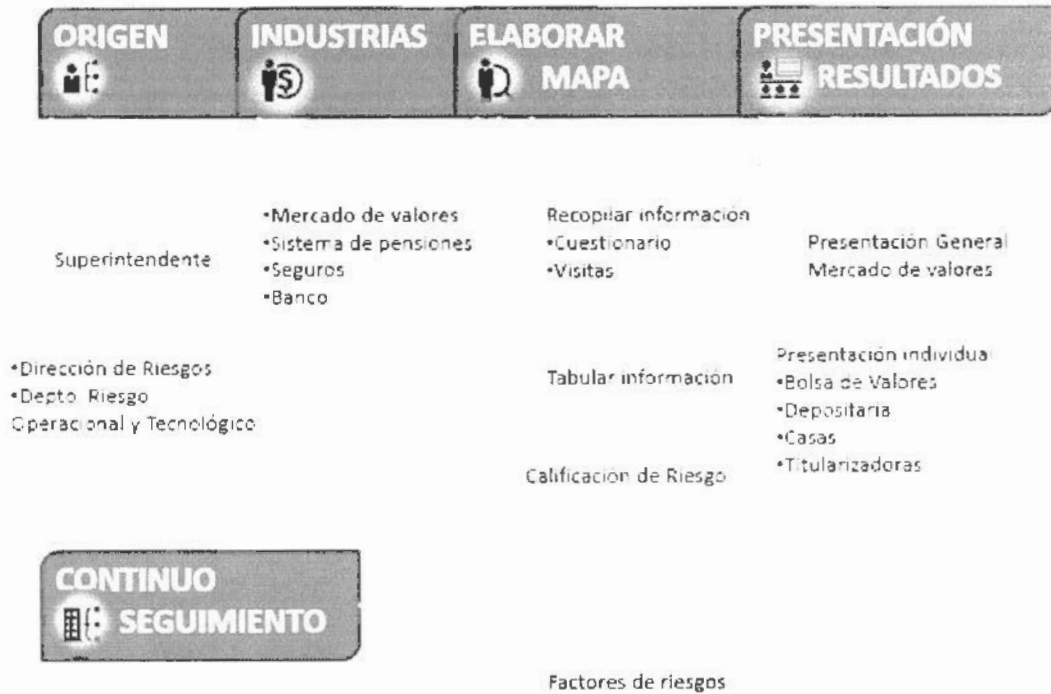 ORIGEN
INDUSTRIAS
ELABORAR
MAPA
PRESENTACIÓN
RESULTADOS
Superintendente
•Dirección de Riesgos
•Depto. Riesgo
Operacional y Tecnológico
•Mercado de valores
•Sistema de pensiones
•Seguros
•Banco
Recopilar información
•Cuestionario
•Visitas
Tabular información
Calificación de Riesgo
Factores de riesgos
Presentación General
Mercado de valores
Presentación individual
•Bolsa de Valores
•Depositaria
•Casas
•Titularizadoras
CONTINUO
SEGUIMIENTO